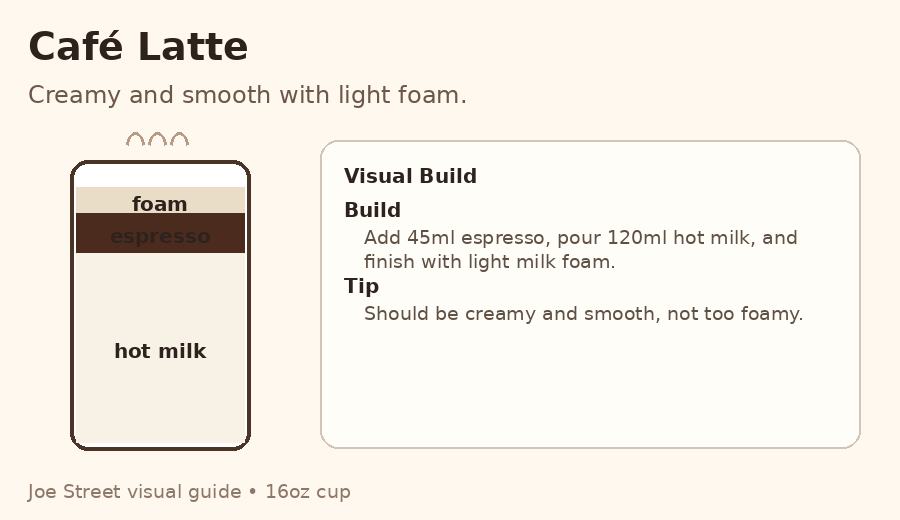 Café Latte
Creamy and smooth with light foam.
foam
espresso
hot milk
Visual Build
Build
Add 45ml espresso, pour 120ml hot milk, and
finish with light milk foam.
Tip
Should be creamy and smooth, not too foamy.
Joe Street visual guide • 16oz cup